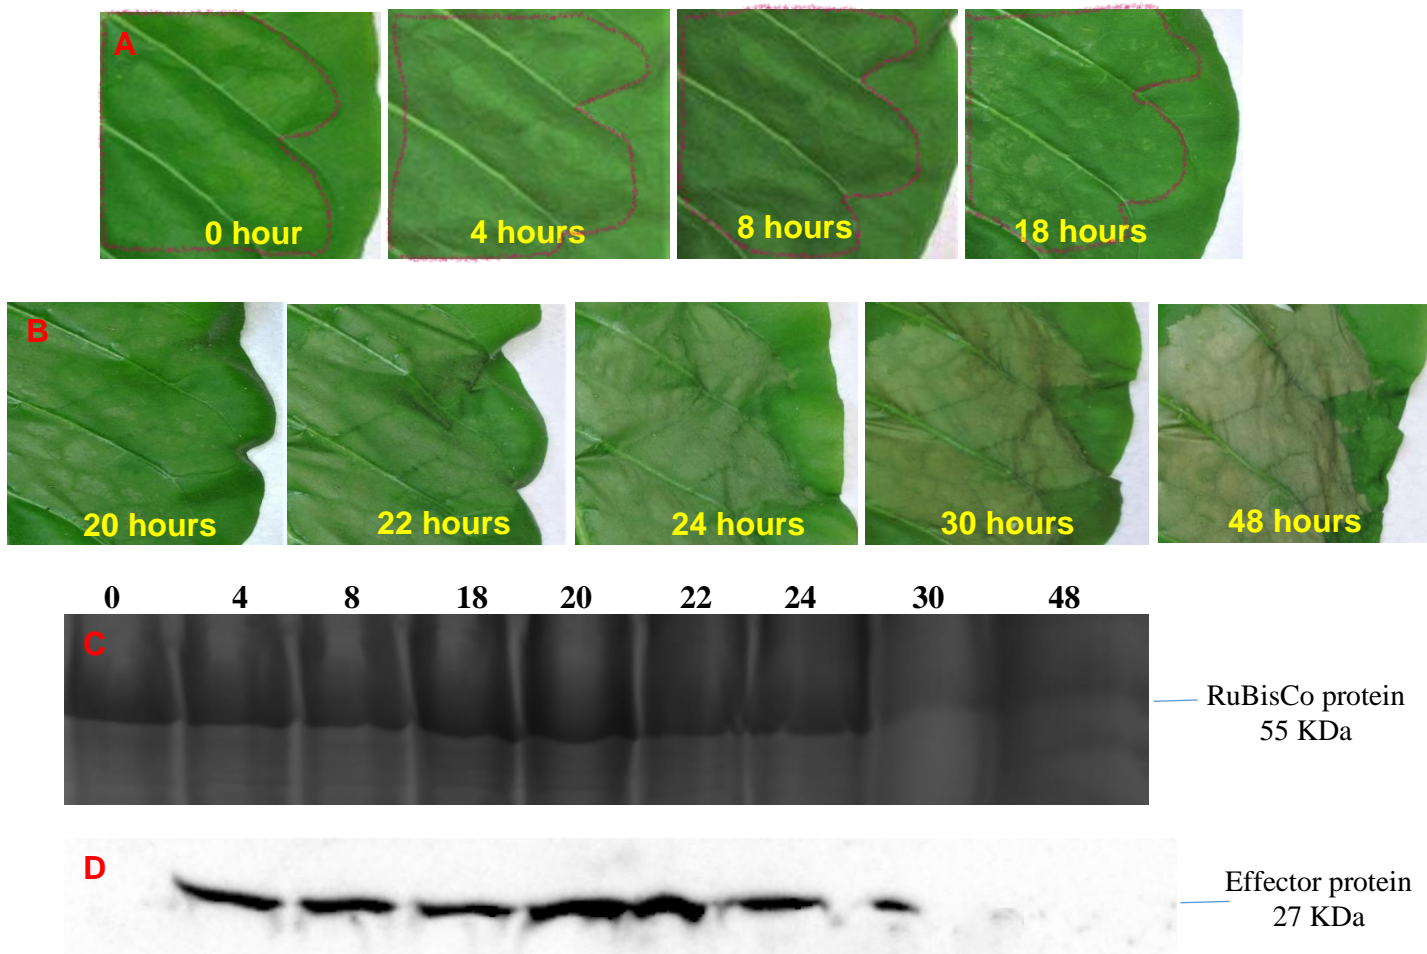 A
0 hour
4 hours
8 hours
18 hours
B
20 hours
22 hours
24 hours
30 hours
48 hours
0 4 8 18 20 22 24 30 48
C
RuBisCo protein
55 KDa
D
Effector protein
27 KDa